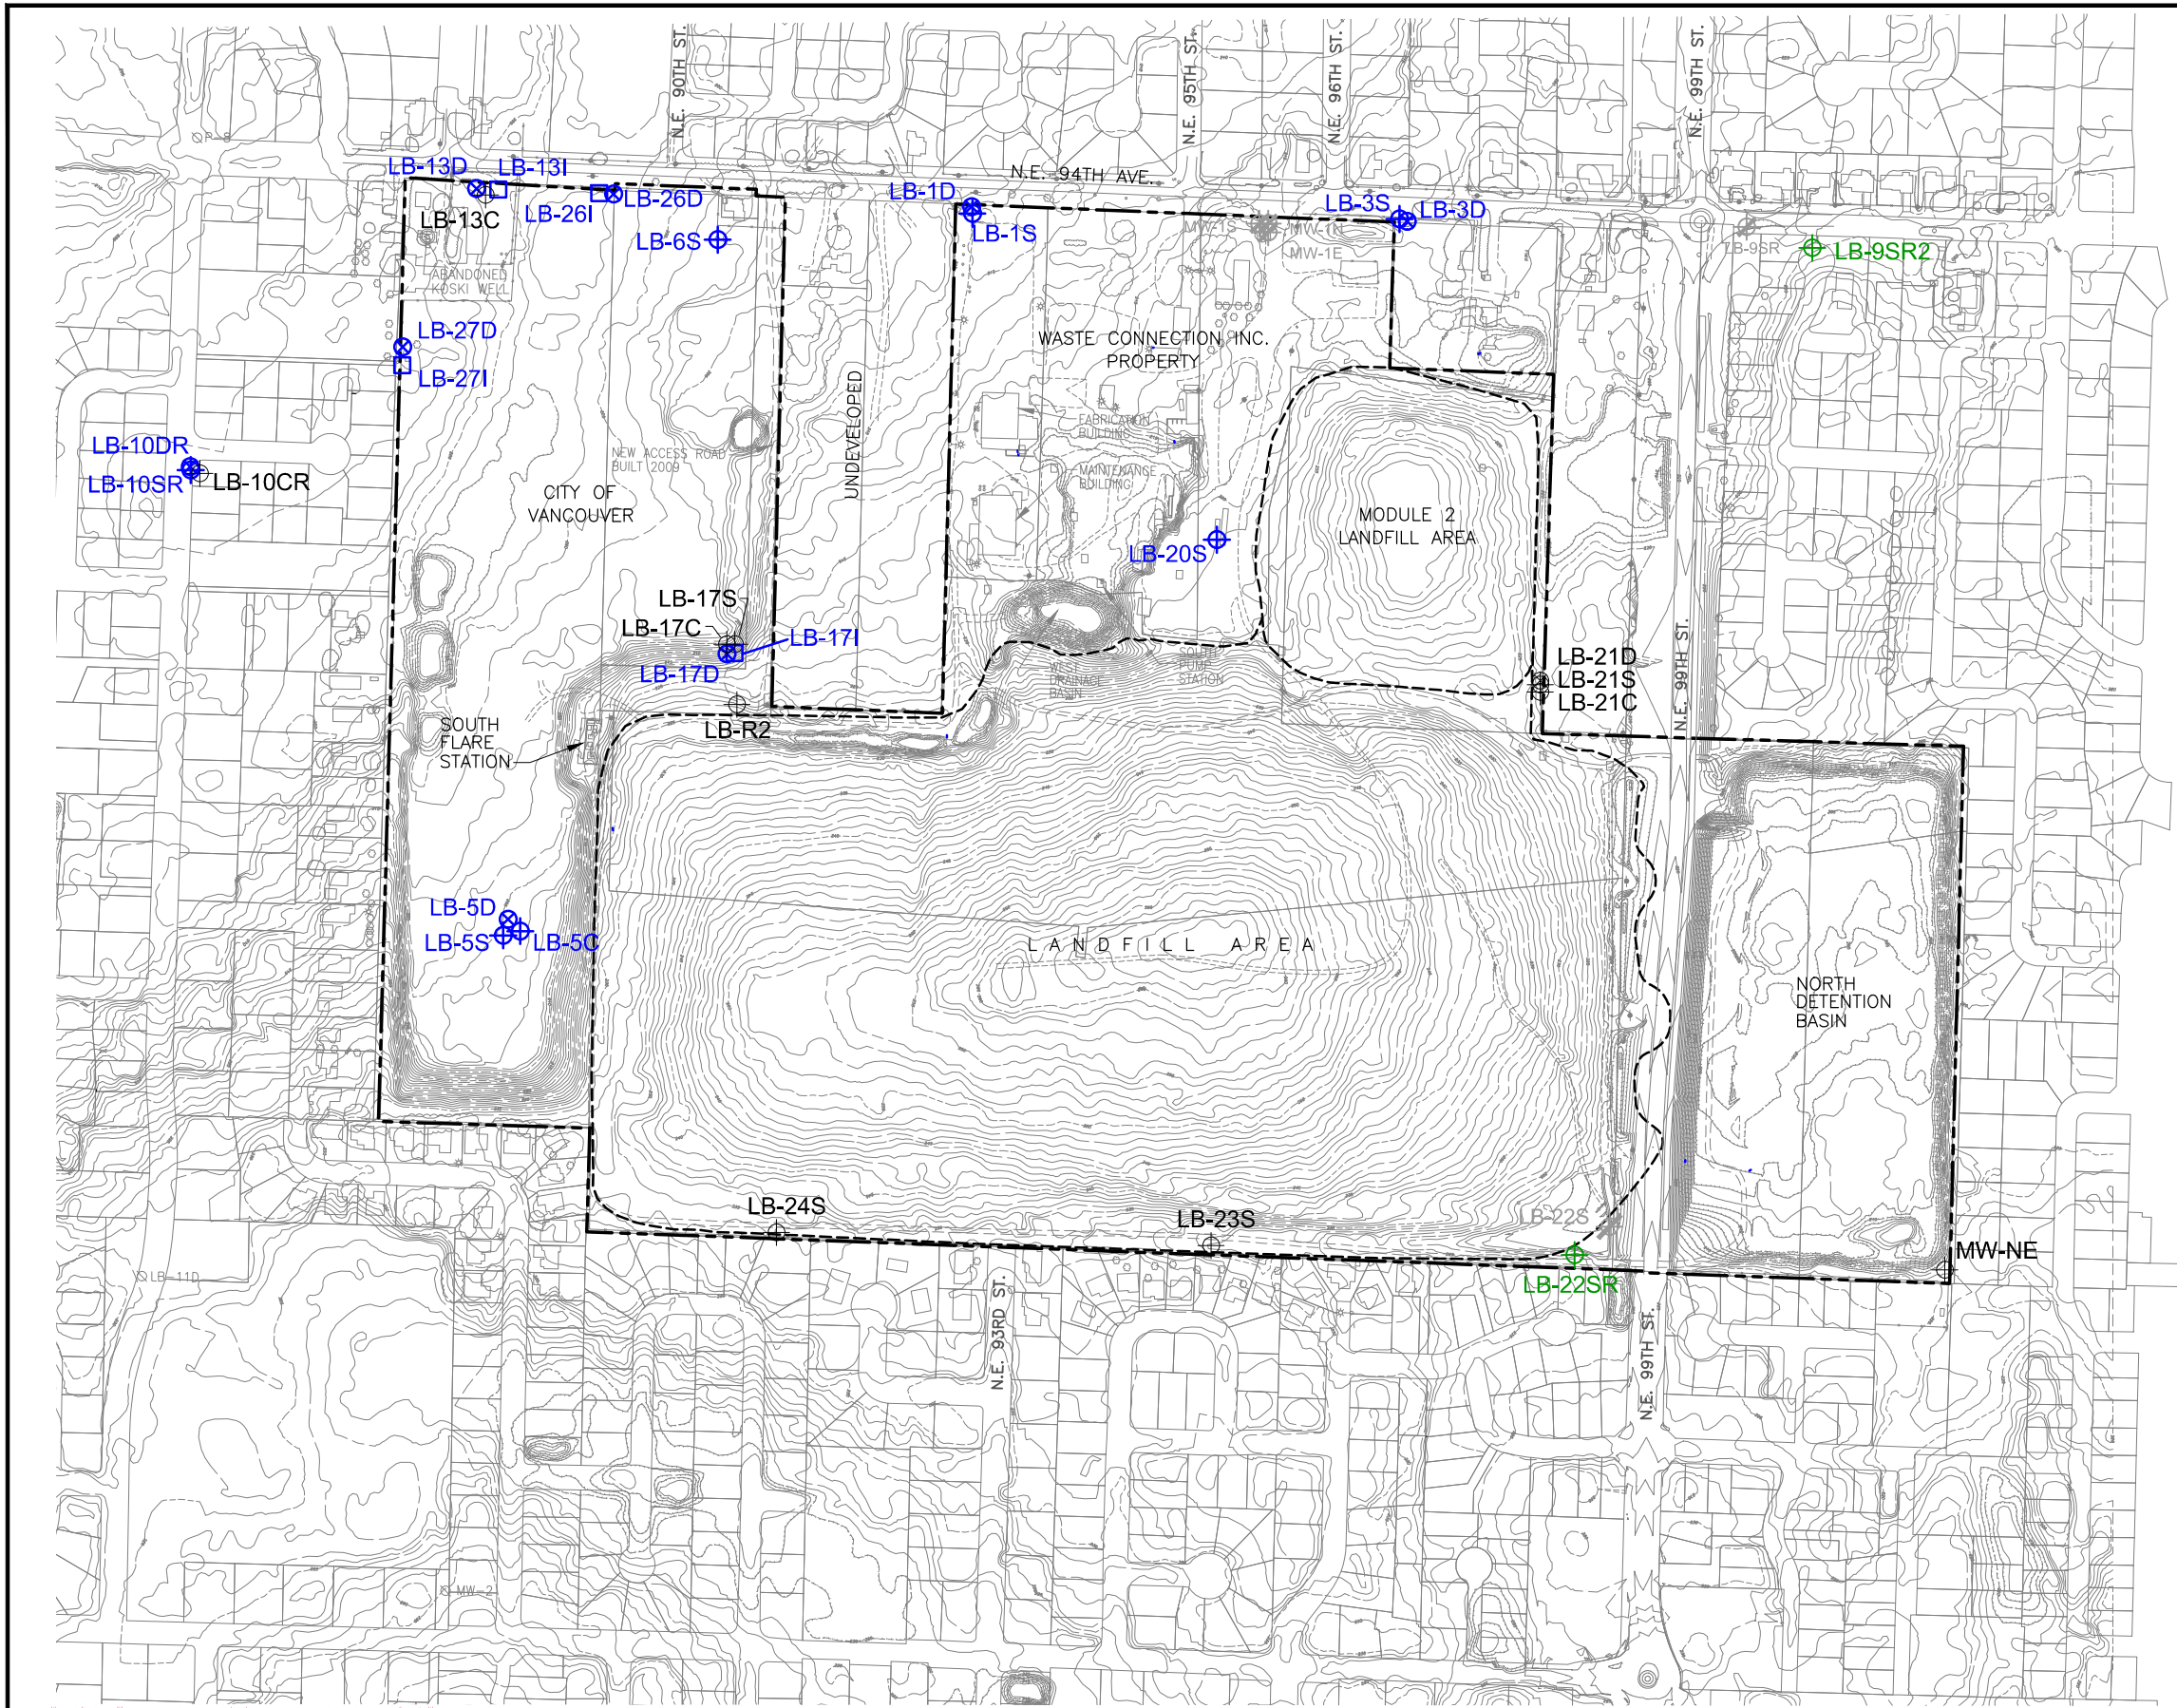 N.E. 90TH ST.
N.E. 95TH ST.
N.E. 96TH ST.
N.E. 99TH ST.
N.E. 94TH AVE.
LB-13D
LB-13I
LB-13C
LB-26I
LB-26D
LB-6S
LB-1D
LB-1S
LB-3S
LB-3D
MW-1S
MW-1N
MW-1E
LB-9SR
LB-9SR2
ABANDONED
KOSKI WELL
LB-27D
LB-27I
WASTE CONNECTION INC.
PROPERTY
UNDEVELOPED
FABRICATION
BUILDING
MAINTENANCE
BUILDING
NEW ACCESS ROAD
BUILT 2009
CITY OF
VANCOUVER
LB-10DR
LB-10SR
LB-10CR
MODULE 2
LANDFILL AREA
LB-20S
LB-17S
LB-17C
LB-17I
LB-17D
WEST
DRAINAGE
BASIN
SOUTH
PUMP
STATION
LB-21D
LB-21S
LB-21C
N.E. 99TH ST.
LB-R2
SOUTH
FLARE
STATION
LB-5D
LB-5S
LB-5C
LANDFILL AREA
NORTH
DETENTION
BASIN
LB-24S
LB-23S
LB-22S
LB-22SR
MW-NE
LB-11D
N.E. 93RD ST.
N.E. 99TH ST.
MW-2